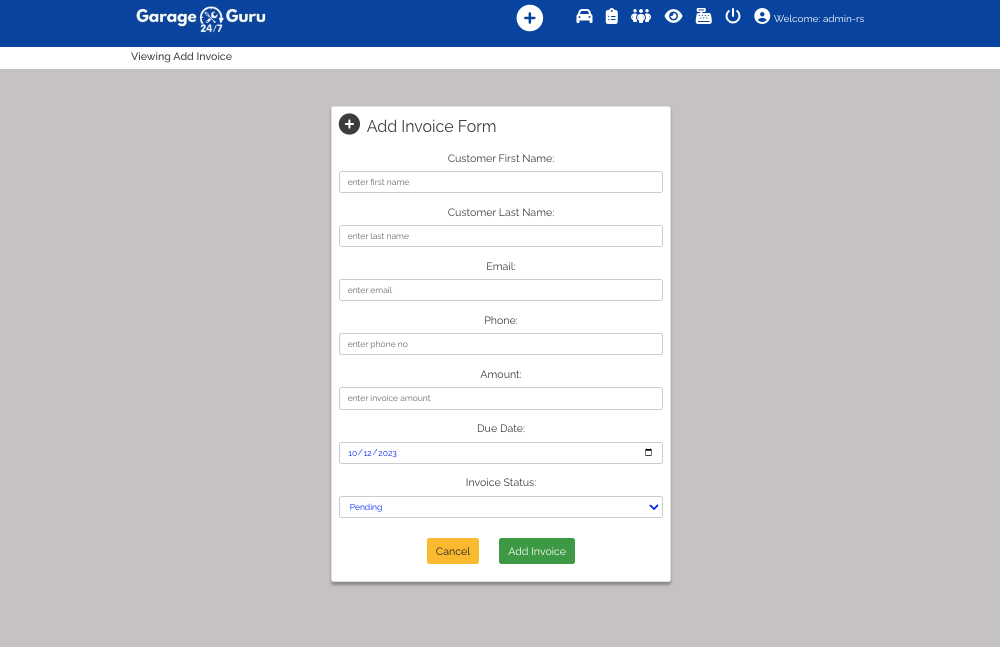 Garage Guru
24/7
Welcome: admin-rs
Viewing Add Invoice
Add Invoice Form
Customer First Name:
enter first name
Customer Last Name:
enter last name
Email:
enter email
Phone:
enter phone no
Amount:
enter invoice amount
Due Date:
10/12/2023
Invoice Status:
Pending
Cancel
Add Invoice